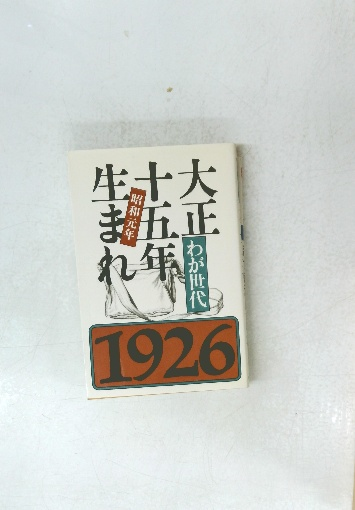 大正
十五年
生まれ
昭和元年
わが世代
1926